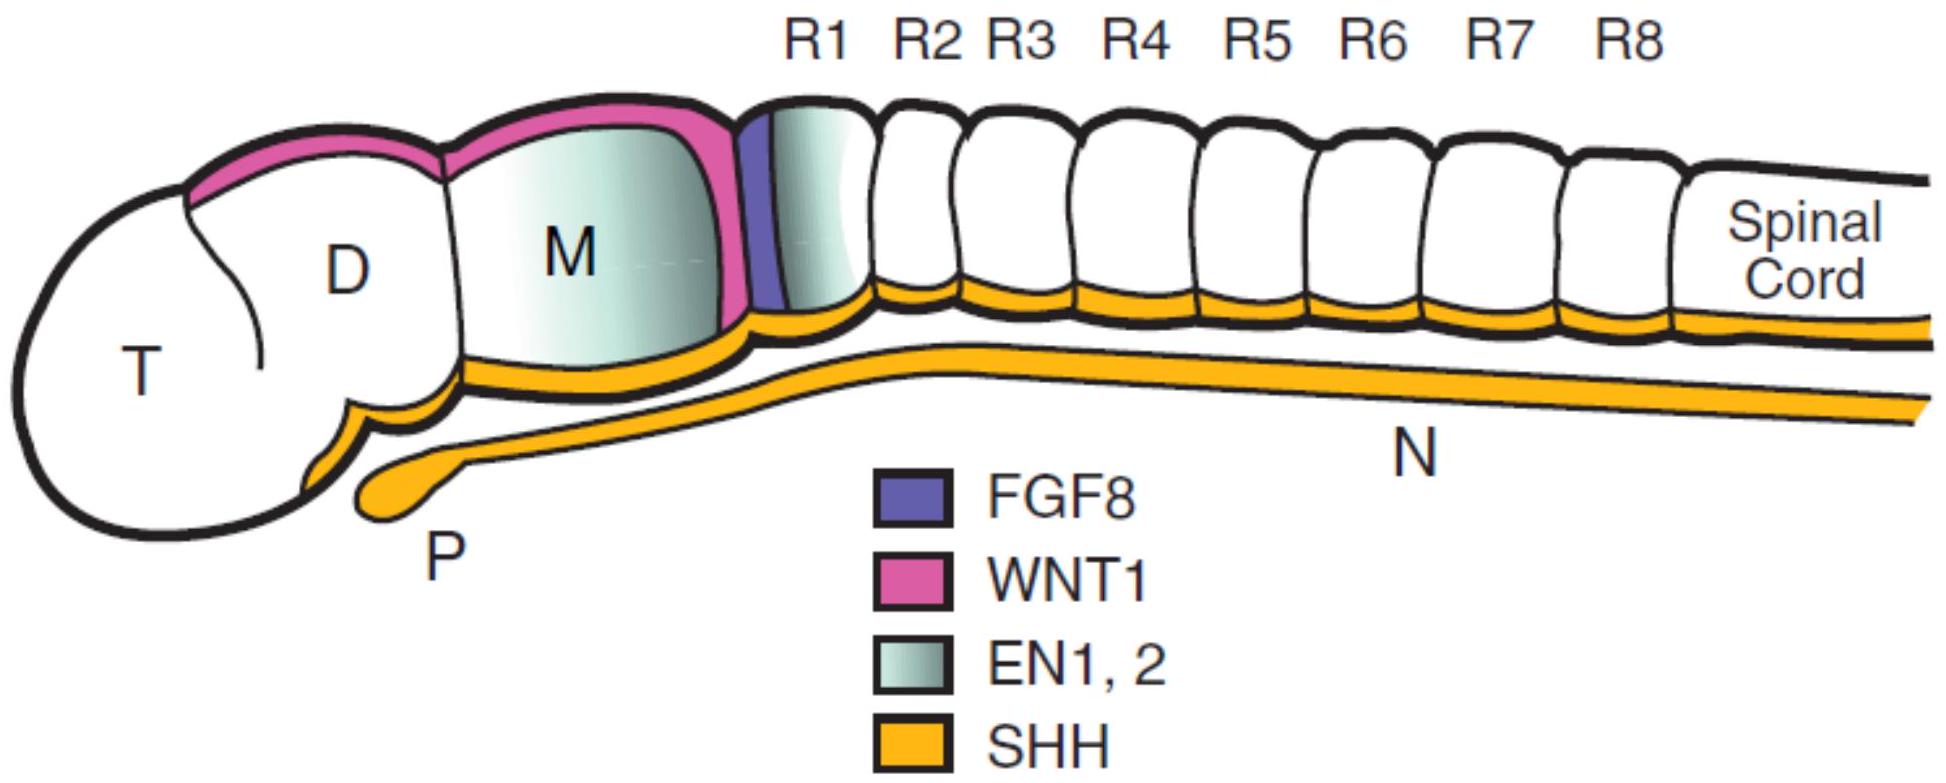 R1 R2 R3 R4 R5 R6 R7 R8
Spinal
Cord
M
D
T
N
P
FGF8
WNT1
EN1, 2
SHH